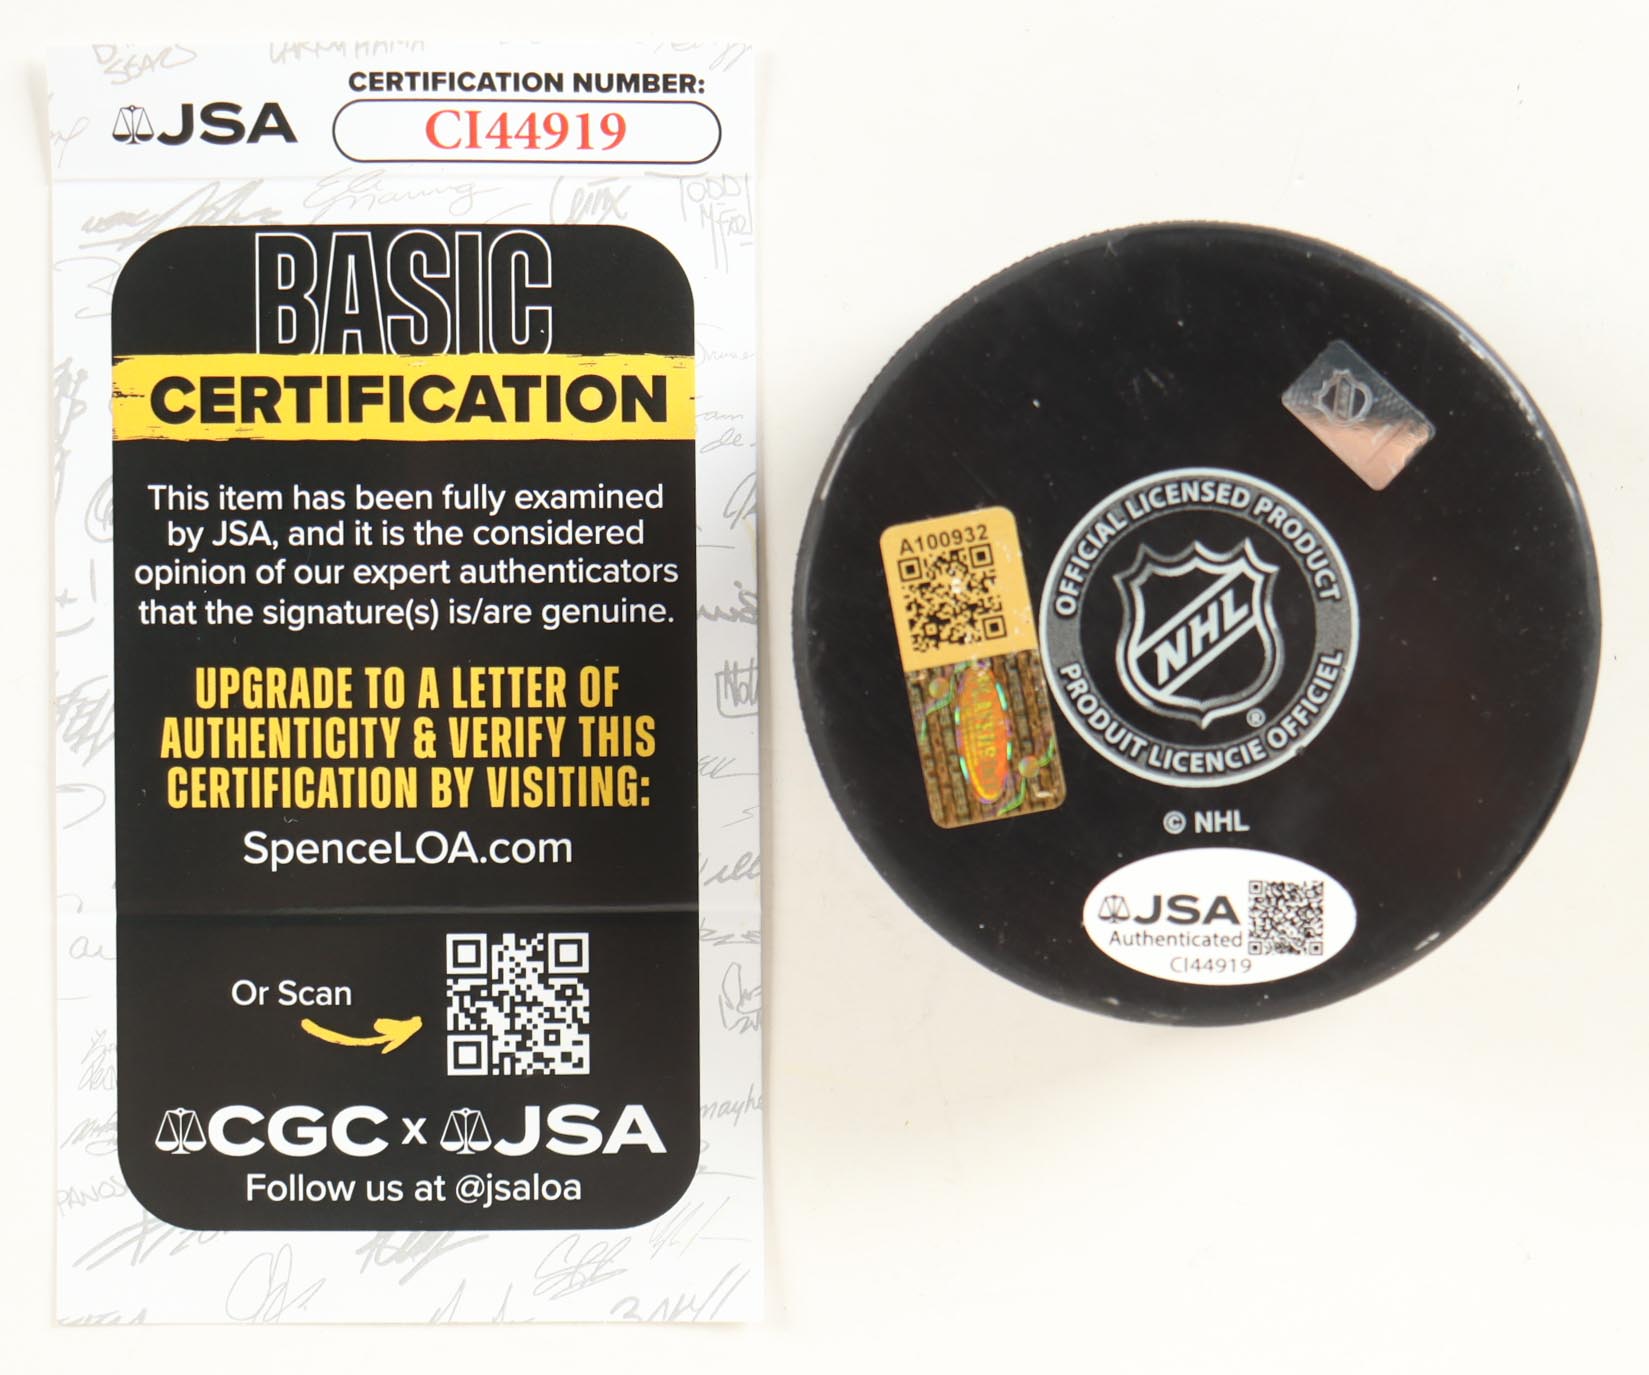 JSA
CERTIFICATION NUMBER:
CI44919
BASIC
CERTIFICATION
This item has been fully examined
by JSA, and it is the considered
opinion of our expert authenticators
that the signature(s) is/are genuine.
UPGRADE TO A LETTER OF
AUTHENTICITY & VERIFY THIS
CERTIFICATION BY VISITING:
SpenceLOA.com
Or Scan
CGC x JSA
Follow us at @jsaloa
A100932
OFFICIAL LICENSED PRODUCT
NHL
®
PRODUIT LICENCIE OFFICIEL
© NHL
JSA
Authenticated
CI44919